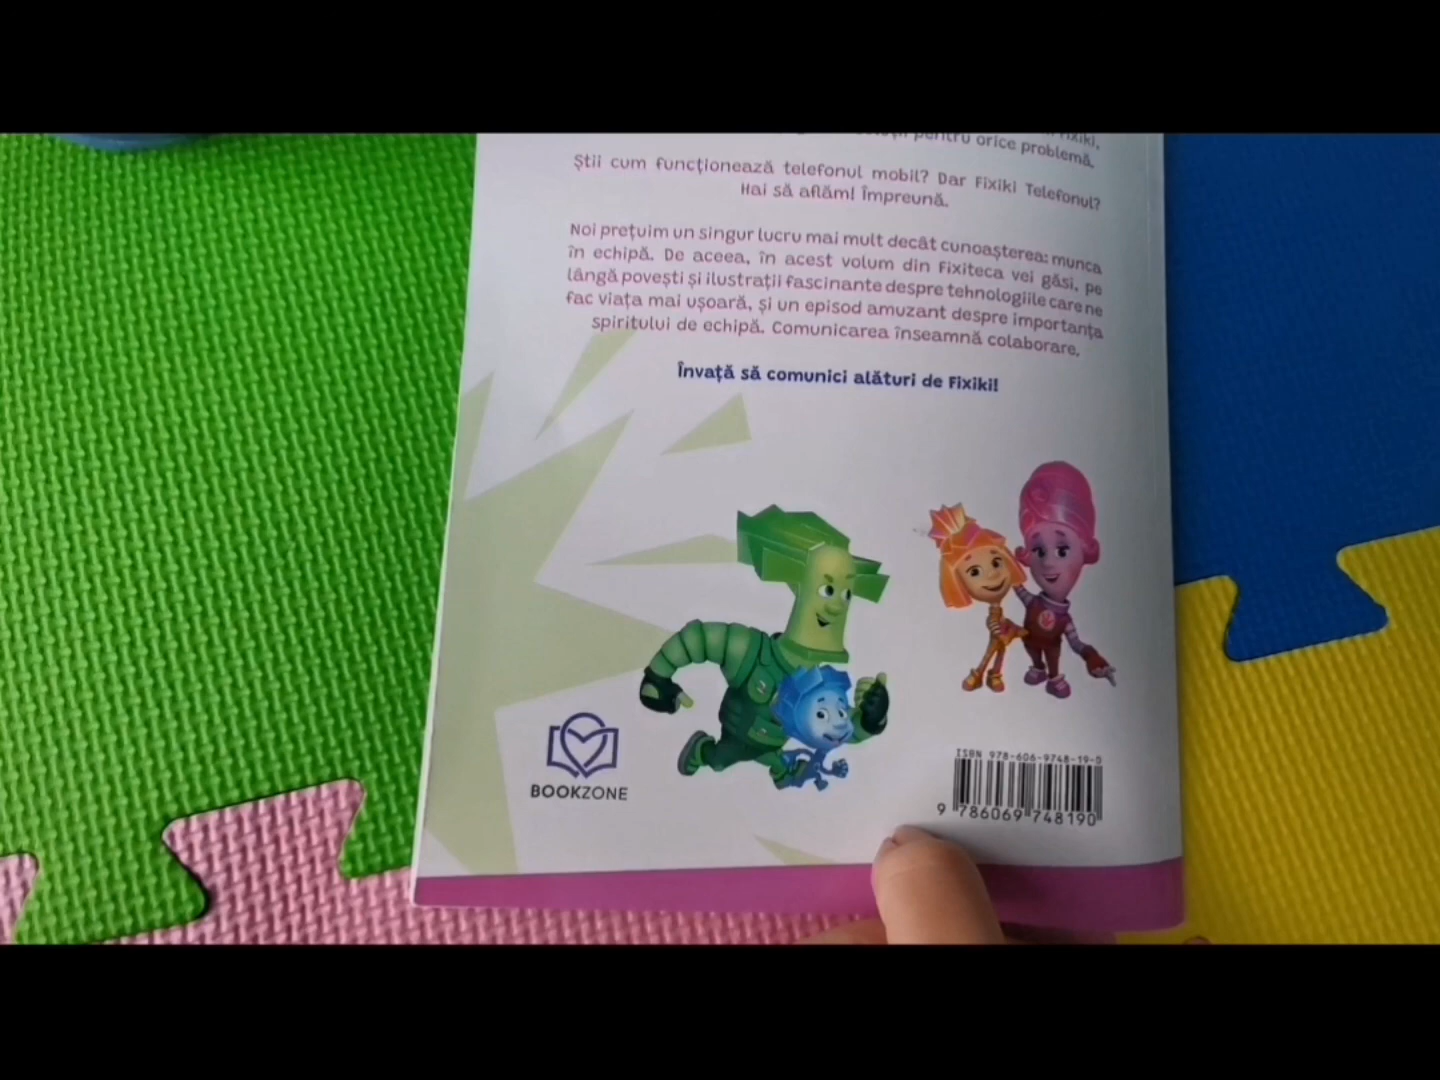 pentru orice problemă.
Știi cum funcționează telefonul mobil? Dar Fixiki Telefonul?
Hai să aflăm! Împreună.
Noi prețuim un singur lucru mai mult decât cunoașterea: munca
în echipă. De aceea, în acest volum din Fixiteca vei găsi, pe
lângă povești și ilustrații fascinante despre tehnologiile care ne
fac viața mai ușoară, și un episod amuzant despre importanța
spiritului de echipă. Comunicarea înseamnă colaborare.
Învață să comunici alături de Fixiki!
BOOKZONE
ISBN 978-606-9748-19-0
9 786069 748190